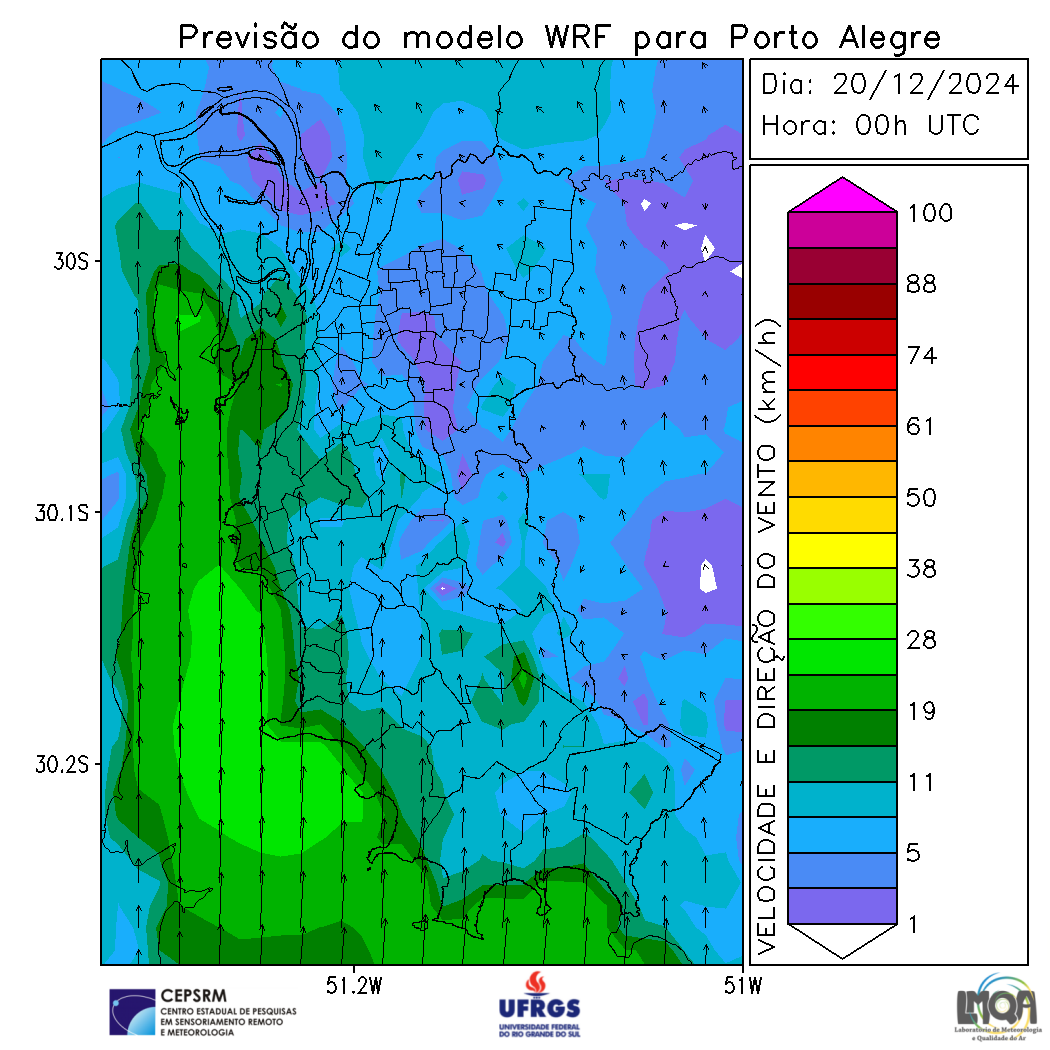 Previsão do modelo WRF para Porto Alegre
Dia: 20/12/2024
Hora: 00h UTC
30S
30.1S
30.2S
51.2W
51W
VELOCIDADE E DIREÇÃO DO VENTO (km/h)
100
88
74
61
50
38
28
19
11
5
1
CEPSRM
CENTRO ESTADUAL DE PESQUISAS
EM SENSORIAMENTO REMOTO
E METEOROLOGIA
UFRGS
UNIVERSIDADE FEDERAL
DO RIO GRANDE DO SUL
LMQA
Laboratório de Meteorologia
e Qualidade do Ar